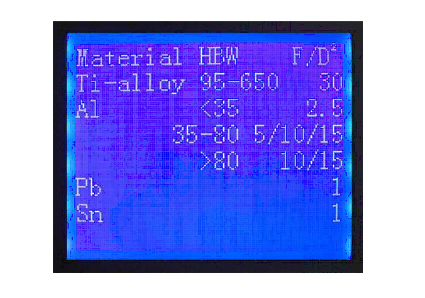 Material HBW F/D²
Ti-alloy 95-650 30
Al <35 2.5
35-80 5/10/15
>80 10/15
Pb 1
Sn 1